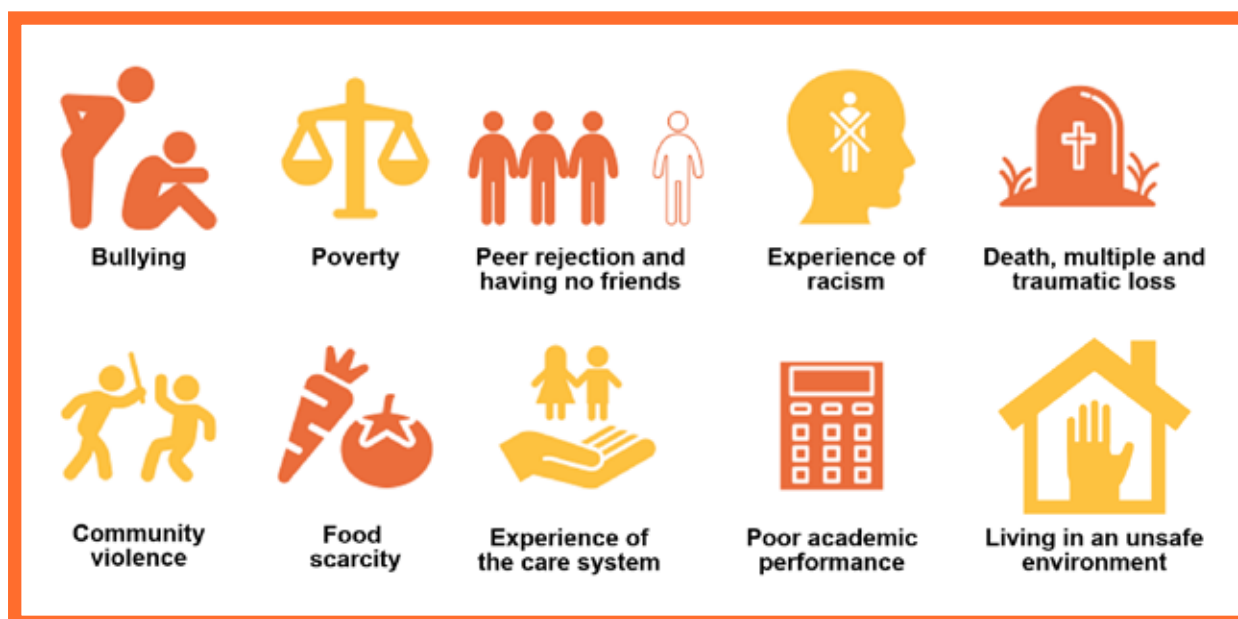 Bullying
Poverty
Peer rejection and
having no friends
Experience of
racism
Death, multiple and
traumatic loss
Community
violence
Food
scarcity
Experience of
the care system
Poor academic
performance
Living in an unsafe
environment